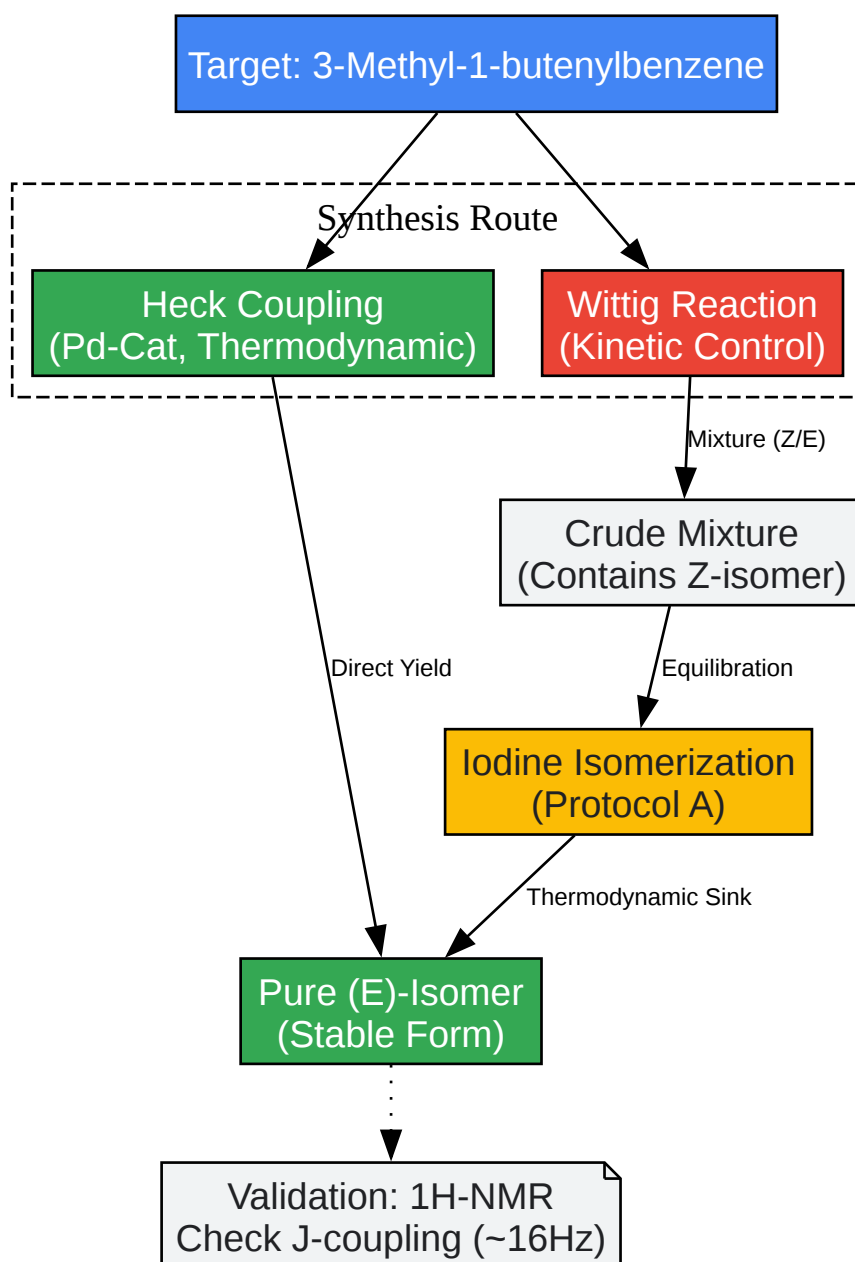 Target: 3-Methyl-1-butenylbenzene
Synthesis Route
Heck Coupling
(Pd-Cat, Thermodynamic)
Wittig Reaction
(Kinetic Control)
Mixture (Z/E)
Crude Mixture
(Contains Z-isomer)
Direct Yield
Equilibration
Iodine Isomerization
(Protocol A)
Thermodynamic Sink
Pure (E)-Isomer
(Stable Form)
Validation: 1H-NMR
Check J-coupling (~16Hz)